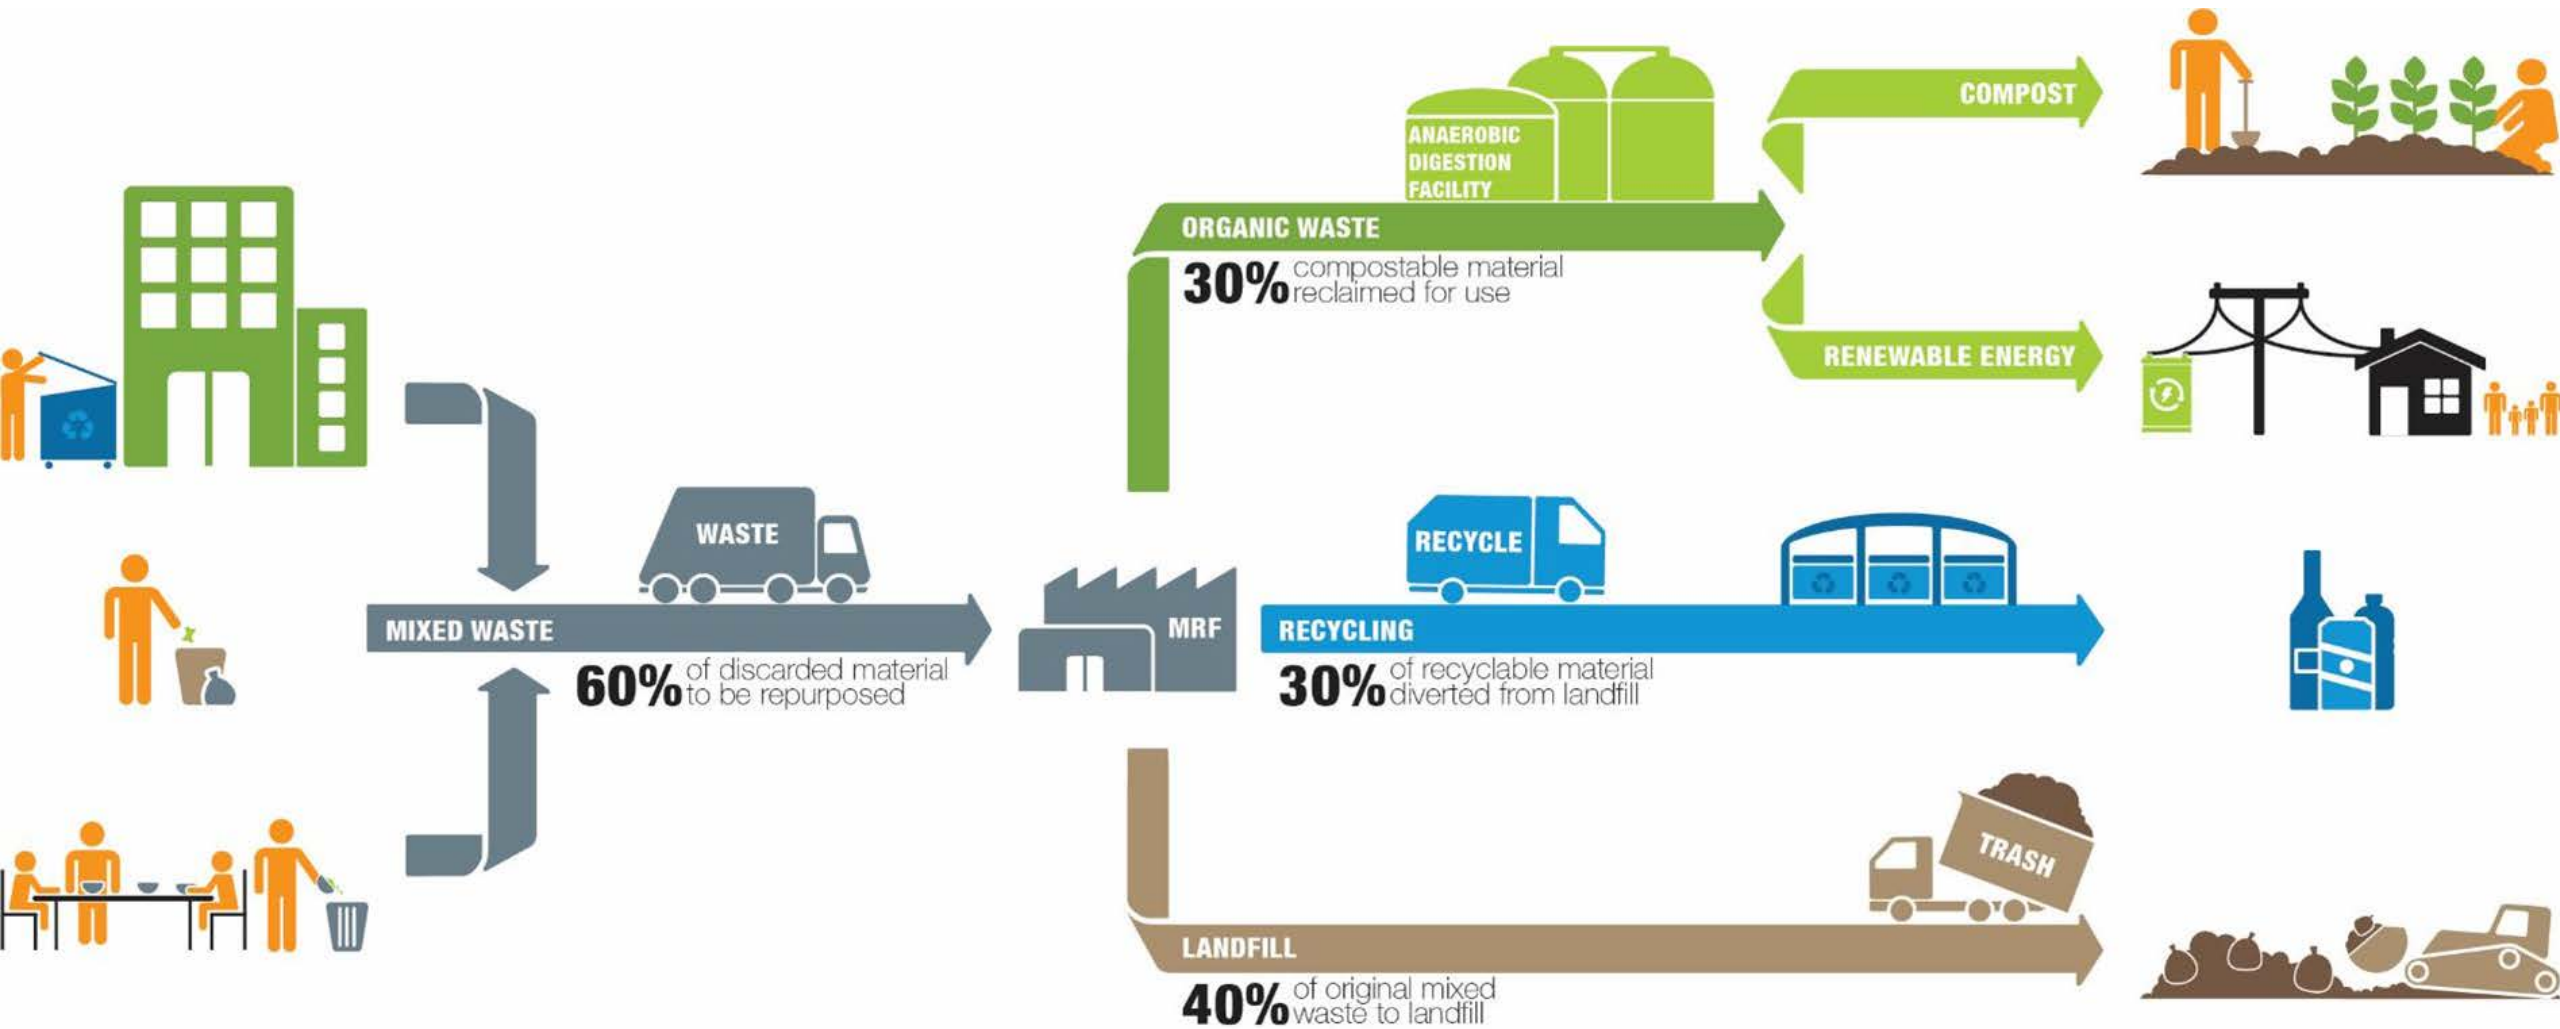 COMPOST
ANAEROBIC
DIGESTION
FACILITY
ORGANIC WASTE
30% compostable material
reclaimed for use
RENEWABLE ENERGY
WASTE
MIXED WASTE
60% of discarded material
to be repurposed
MRF
RECYCLE
RECYCLING
30% of recyclable material
diverted from landfill
TRASH
LANDFILL
40% of original mixed
waste to landfill